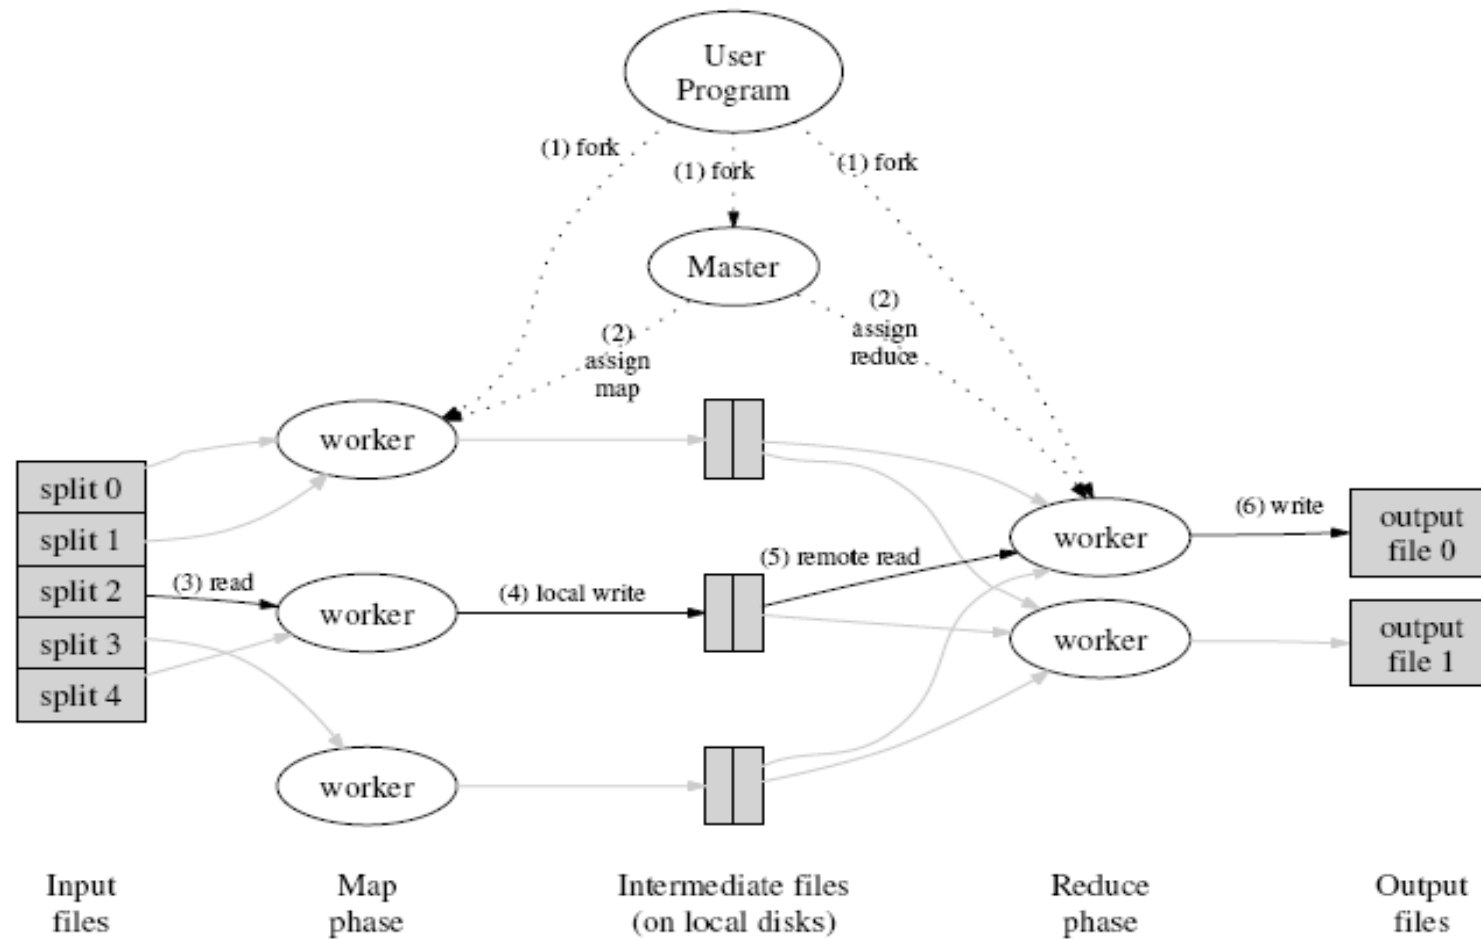 User
Program
(1) fork
(1) fork
(1) fork
Master
(2)
assign
map
(2)
assign
reduce
worker
split 0
split 1
split 2
split 3
split 4
(3) read
worker
(4) local write
(5) remote read
worker
(6) write
output
file 0
worker
output
file 1
worker
Input
files
Map
phase
Intermediate files
(on local disks)
Reduce
phase
Output
files